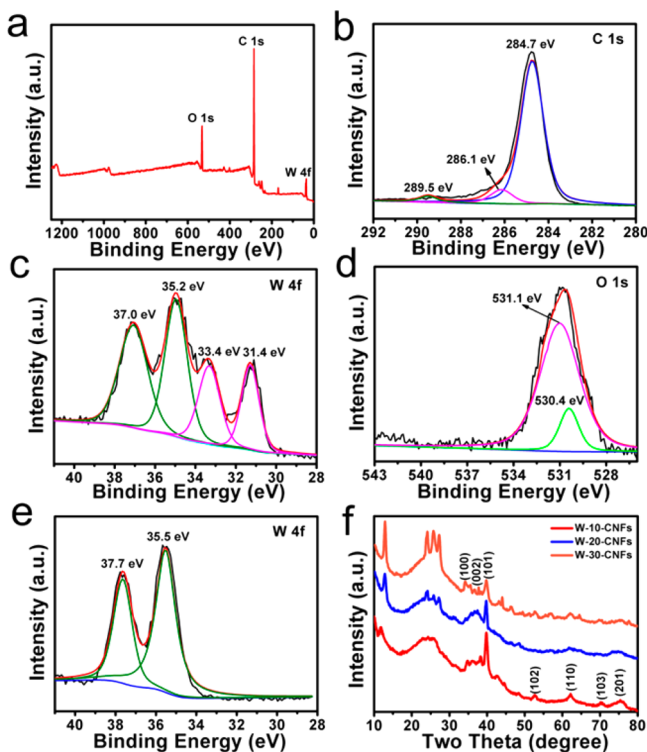 a
C 1s
O 1s
W 4f
Intensity (a.u.)
1200 1000 800 600 400 200 0
Binding Energy (eV)
b
284.7 eV
C 1s
286.1 eV
289.5 eV
Intensity (a.u.)
292 290 288 286 284 282 280
Binding Energy (eV)
c
W 4f
35.2 eV
37.0 eV
33.4 eV
31.4 eV
Intensity (a.u.)
40 38 36 34 32 30 28
Binding Energy (eV)
d
O 1s
531.1 eV
530.4 eV
Intensity (a.u.)
543 540 537 534 531 528
Binding Energy (eV)
e
W 4f
35.5 eV
37.7 eV
Intensity (a.u.)
40 38 36 34 32 30 28
Binding Energy (eV)
f
W-10-CNFs
W-20-CNFs
W-30-CNFs
(100)
(002)
(101)
(102)
(110)
(103)
(201)
Intensity (a.u.)
10 20 30 40 50 60 70 80
Two Theta (degree)